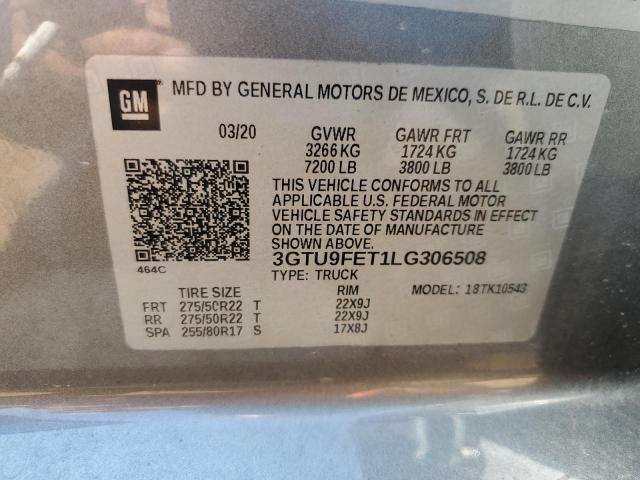 GM
MFD BY GENERAL MOTORS DE MEXICO, S. DE R.L. DE C.V.
03/20 GVWR GAWR FRT GAWR RR
3266 KG 1724 KG 1724 KG
7200 LB 3800 LB 3800 LB
THIS VEHICLE CONFORMS TO ALL
APPLICABLE U.S. FEDERAL MOTOR
VEHICLE SAFETY STANDARDS IN EFFECT
ON THE DATE OF MANUFACTURE
SHOWN ABOVE.
3GTU9FET1LG306508
464C
TYPE: TRUCK
TIRE SIZE RIM MODEL: 18TK10543
FRT 275/50R22 T 22X9J
RR 275/50R22 T 22X9J
SPA 255/80R17 S 17X8J